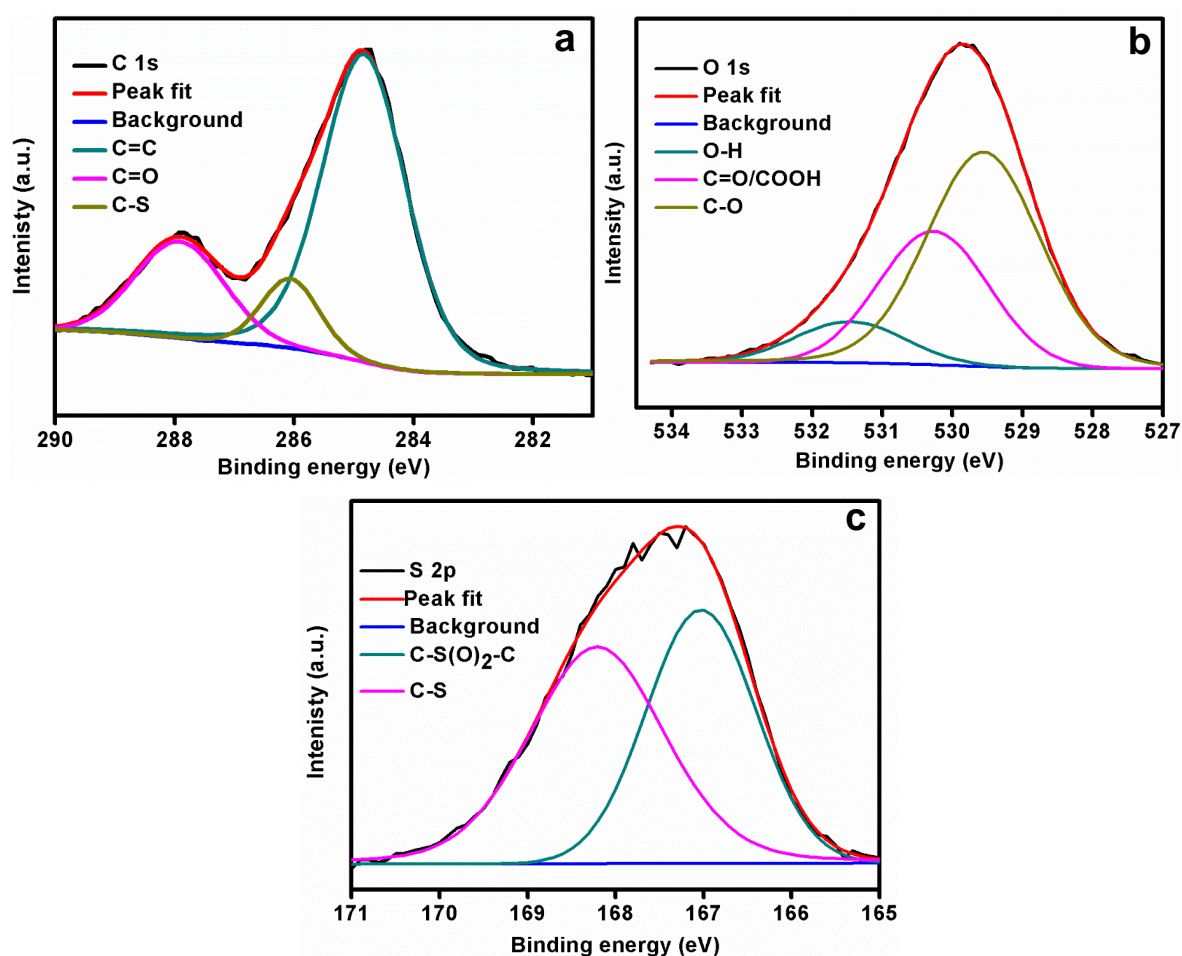 a
C 1s
Peak fit
Background
C=C
C=O
C-S
Intenisty (a.u.)
290 288 286 284 282
Binding energy (eV)
b
O 1s
Peak fit
Background
O-H
C=O/COOH
C-O
Intensity (a.u.)
534 533 532 531 530 529 528 527
Binding energy (eV)
c
S 2p
Peak fit
Background
C-S(O)2-C
C-S
Intenisty (a.u.)
171 170 169 168 167 166 165
Binding energy (eV)